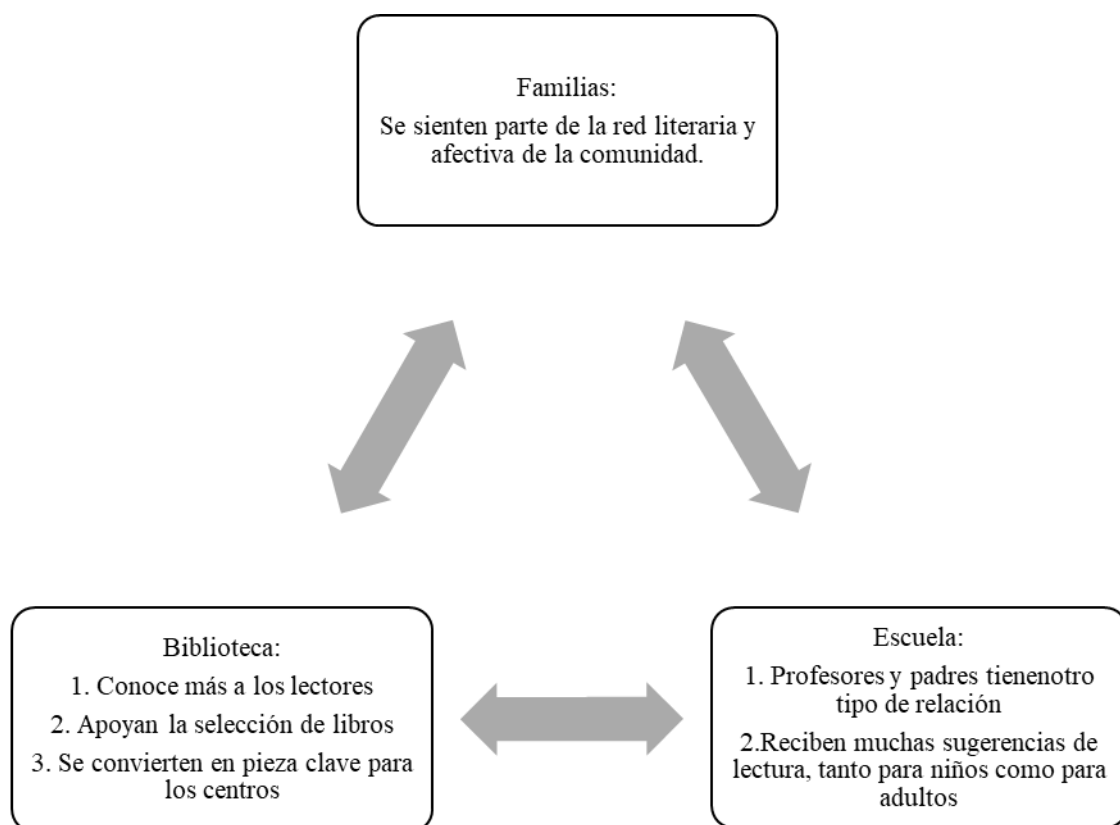 Familias:
Se sienten parte de la red literaria y
afectiva de la comunidad.
Biblioteca:
1. Conoce más a los lectores
2. Apoyan la selección de libros
3. Se convierten en pieza clave para
los centros
Escuela:
1. Profesores y padres tienenotro
tipo de relación
2.Reciben muchas sugerencias de
lectura, tanto para niños como para
adultos